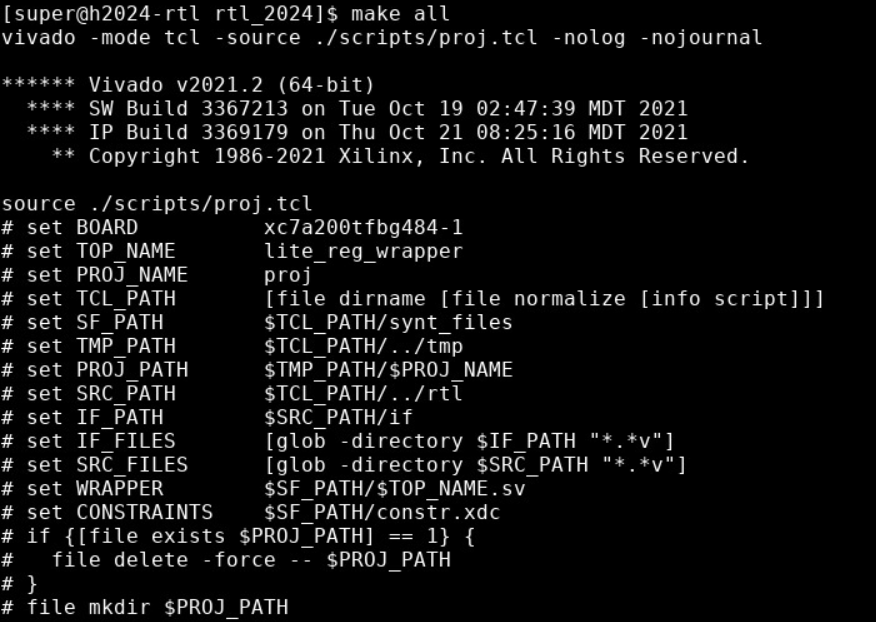 [super@h2024-rtl rtl_2024]$ make all
vivado -mode tcl -source ./scripts/proj.tcl -nolog -nojournal

****** Vivado v2021.2 (64-bit)
  **** SW Build 3367213 on Tue Oct 19 02:47:39 MDT 2021
  **** IP Build 3369179 on Thu Oct 21 08:25:16 MDT 2021
    ** Copyright 1986-2021 Xilinx, Inc. All Rights Reserved.

source ./scripts/proj.tcl
# set BOARD        xc7a200tfbg484-1
# set TOP_NAME     lite_reg_wrapper
# set PROJ_NAME    proj
# set TCL_PATH     [file dirname [file normalize [info script]]]
# set SF_PATH      $TCL_PATH/synt_files
# set TMP_PATH     $TCL_PATH/../tmp
# set PROJ_PATH    $TMP_PATH/$PROJ_NAME
# set SRC_PATH     $TCL_PATH/../rtl
# set IF_PATH      $SRC_PATH/if
# set IF_FILES     [glob -directory $IF_PATH "*.*v"]
# set SRC_FILES    [glob -directory $SRC_PATH "*.*v"]
# set WRAPPER      $SF_PATH/$TOP_NAME.sv
# set CONSTRAINTS  $SF_PATH/constr.xdc
# if {[file exists $PROJ_PATH] == 1} {
#   file delete -force -- $PROJ_PATH
# }
# file mkdir $PROJ_PATH